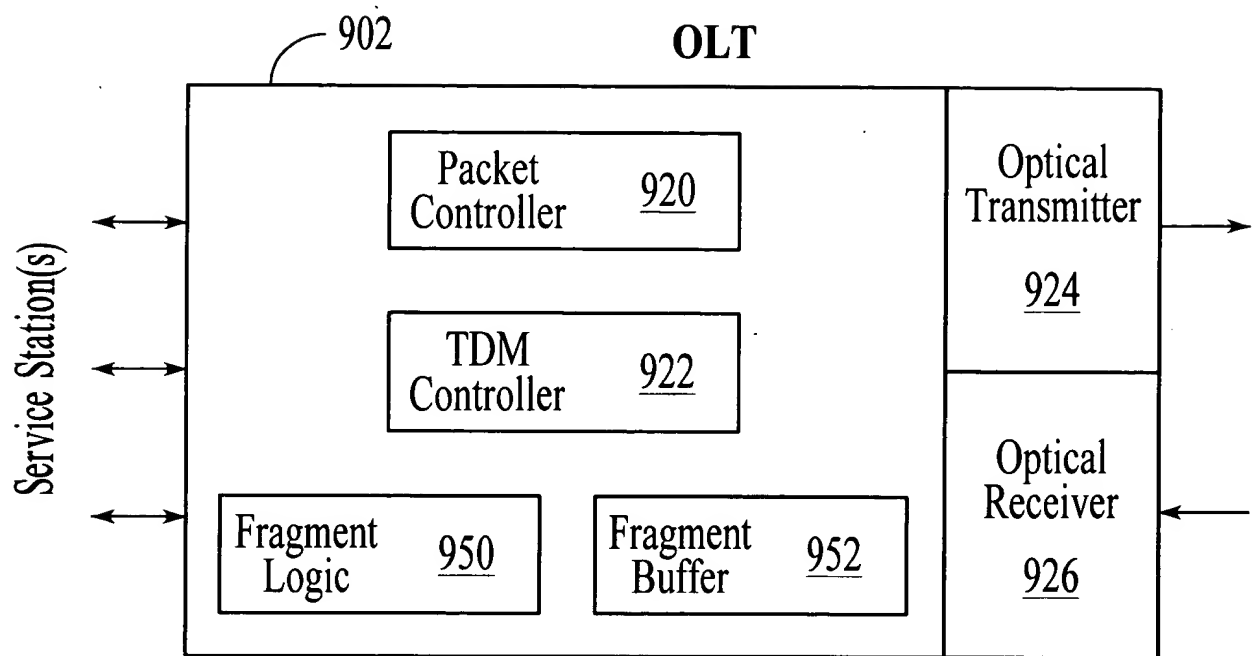 902
OLT
Packet
Controller
920
Optical
Transmitter
924
Service Station(s)
TDM
Controller
922
Optical
Receiver
926
Fragment
Logic
950
Fragment
Buffer
952